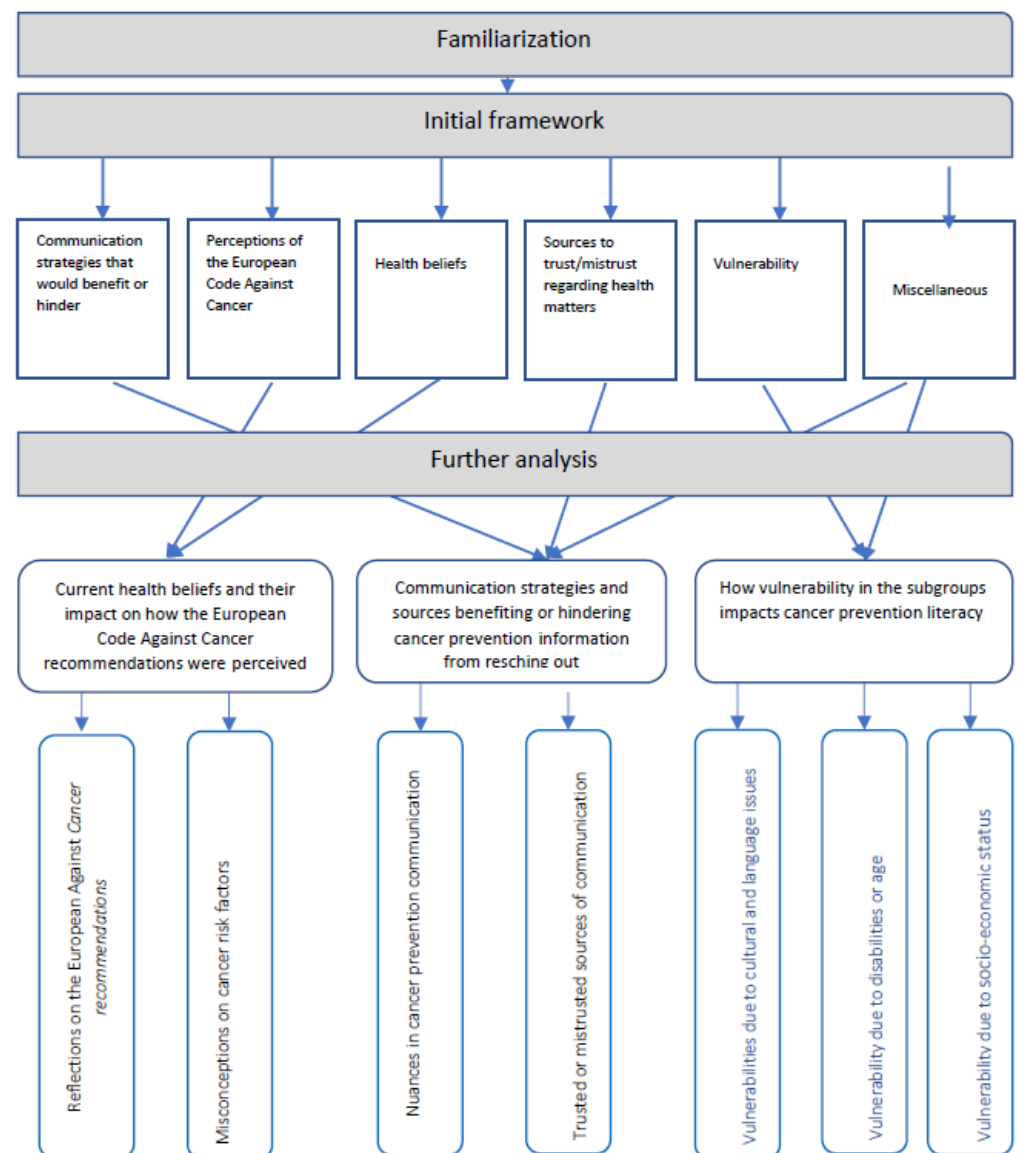 Familiarization
Initial framework
Communication
strategies that
would benefit or
hinder
Perceptions of
the European
Code Against
Cancer
Health beliefs
Sources to
trust/mistrust
regarding health
matters
Vulnerability
Miscellaneous
Further analysis
Current health beliefs and their
impact on how the European
Code Against Cancer
recommendations were perceived
Communication strategies and
sources benefiting or hindering
cancer prevention information
from resching out
How vulnerability in the subgroups
impacts cancer prevention literacy
Reflections on the European Against Cancer
recommendations
Misconceptions on cancer risk factors
Nuances in cancer prevention communication
Trusted or mistrusted sources of communication
Vulnerabilities due to cultural and language issues
Vulnerability due to disabilities or age
Vulnerability due to socio-economic status